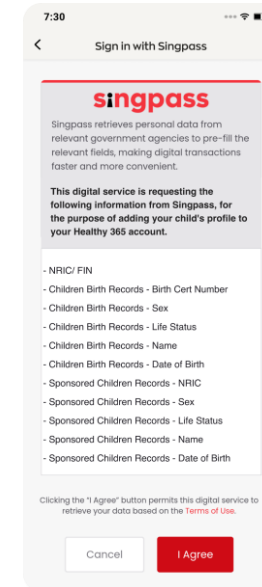 7:30
Sign in with Singpass
singpass
Singpass retrieves personal data from
relevant government agencies to pre-fill the
relevant fields, making digital transactions
faster and more convenient.
This digital service is requesting the
following information from Singpass, for
the purpose of adding your child's profile to
your Healthy 365 account.
- NRIC/ FIN
- Children Birth Records - Birth Cert Number
- Children Birth Records - Sex
- Children Birth Records - Life Status
- Children Birth Records - Name
- Children Birth Records - Date of Birth
- Sponsored Children Records - NRIC
- Sponsored Children Records - Sex
- Sponsored Children Records - Life Status
- Sponsored Children Records - Name
- Sponsored Children Records - Date of Birth
Clicking the "I Agree" button permits this digital service to
retrieve your data based on the Terms of Use.
Cancel
I Agree